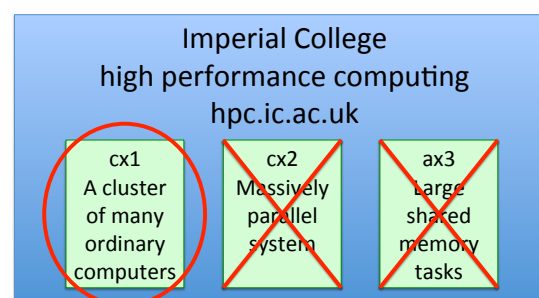 Imperial College
high performance computing
hpc.ic.ac.uk
cx1
A cluster
of many
ordinary
computers
cx2
Massively
parallel
system
ax3
Large
shared
memory
tasks